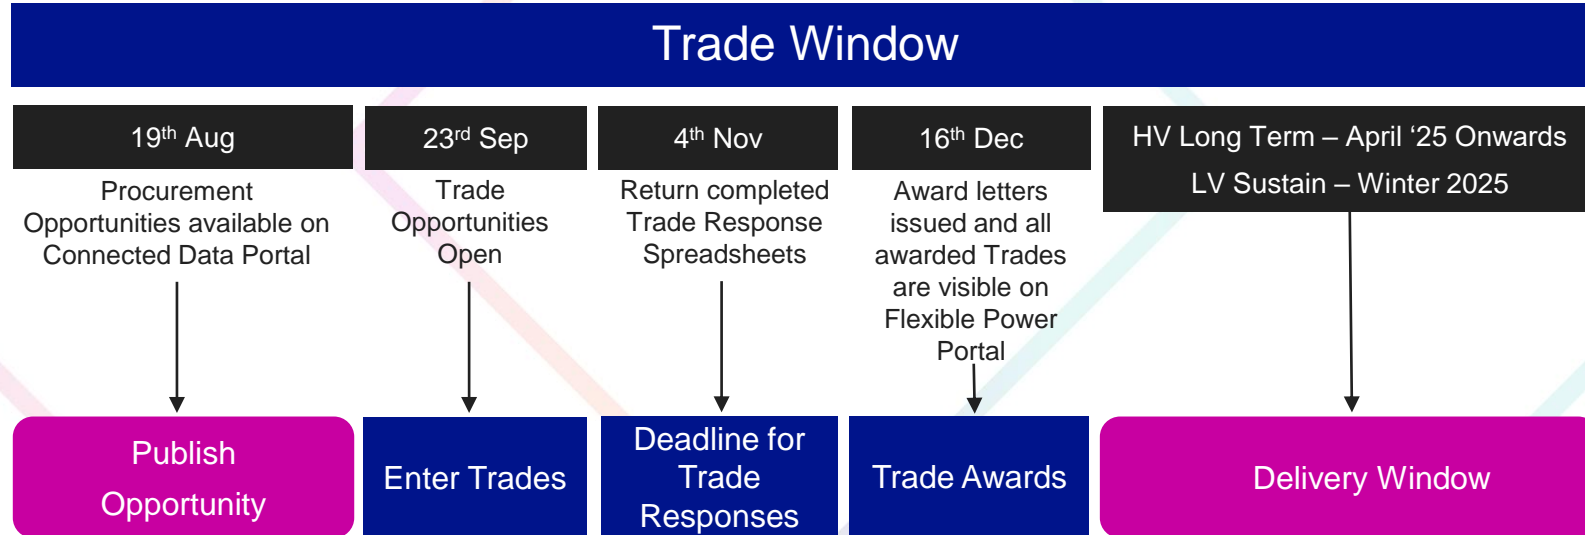 Trade Window
19th Aug
Procurement
Opportunities available on
Connected Data Portal
Publish
Opportunity
23rd Sep
Trade
Opportunities
Open
Enter Trades
4th Nov
Return completed
Trade Response
Spreadsheets
Deadline for
Trade
Responses
16th Dec
Award letters
issued and all
awarded Trades
are visible on
Flexible Power
Portal
Trade Awards
HV Long Term – April ‘25 Onwards
LV Sustain – Winter 2025
Delivery Window